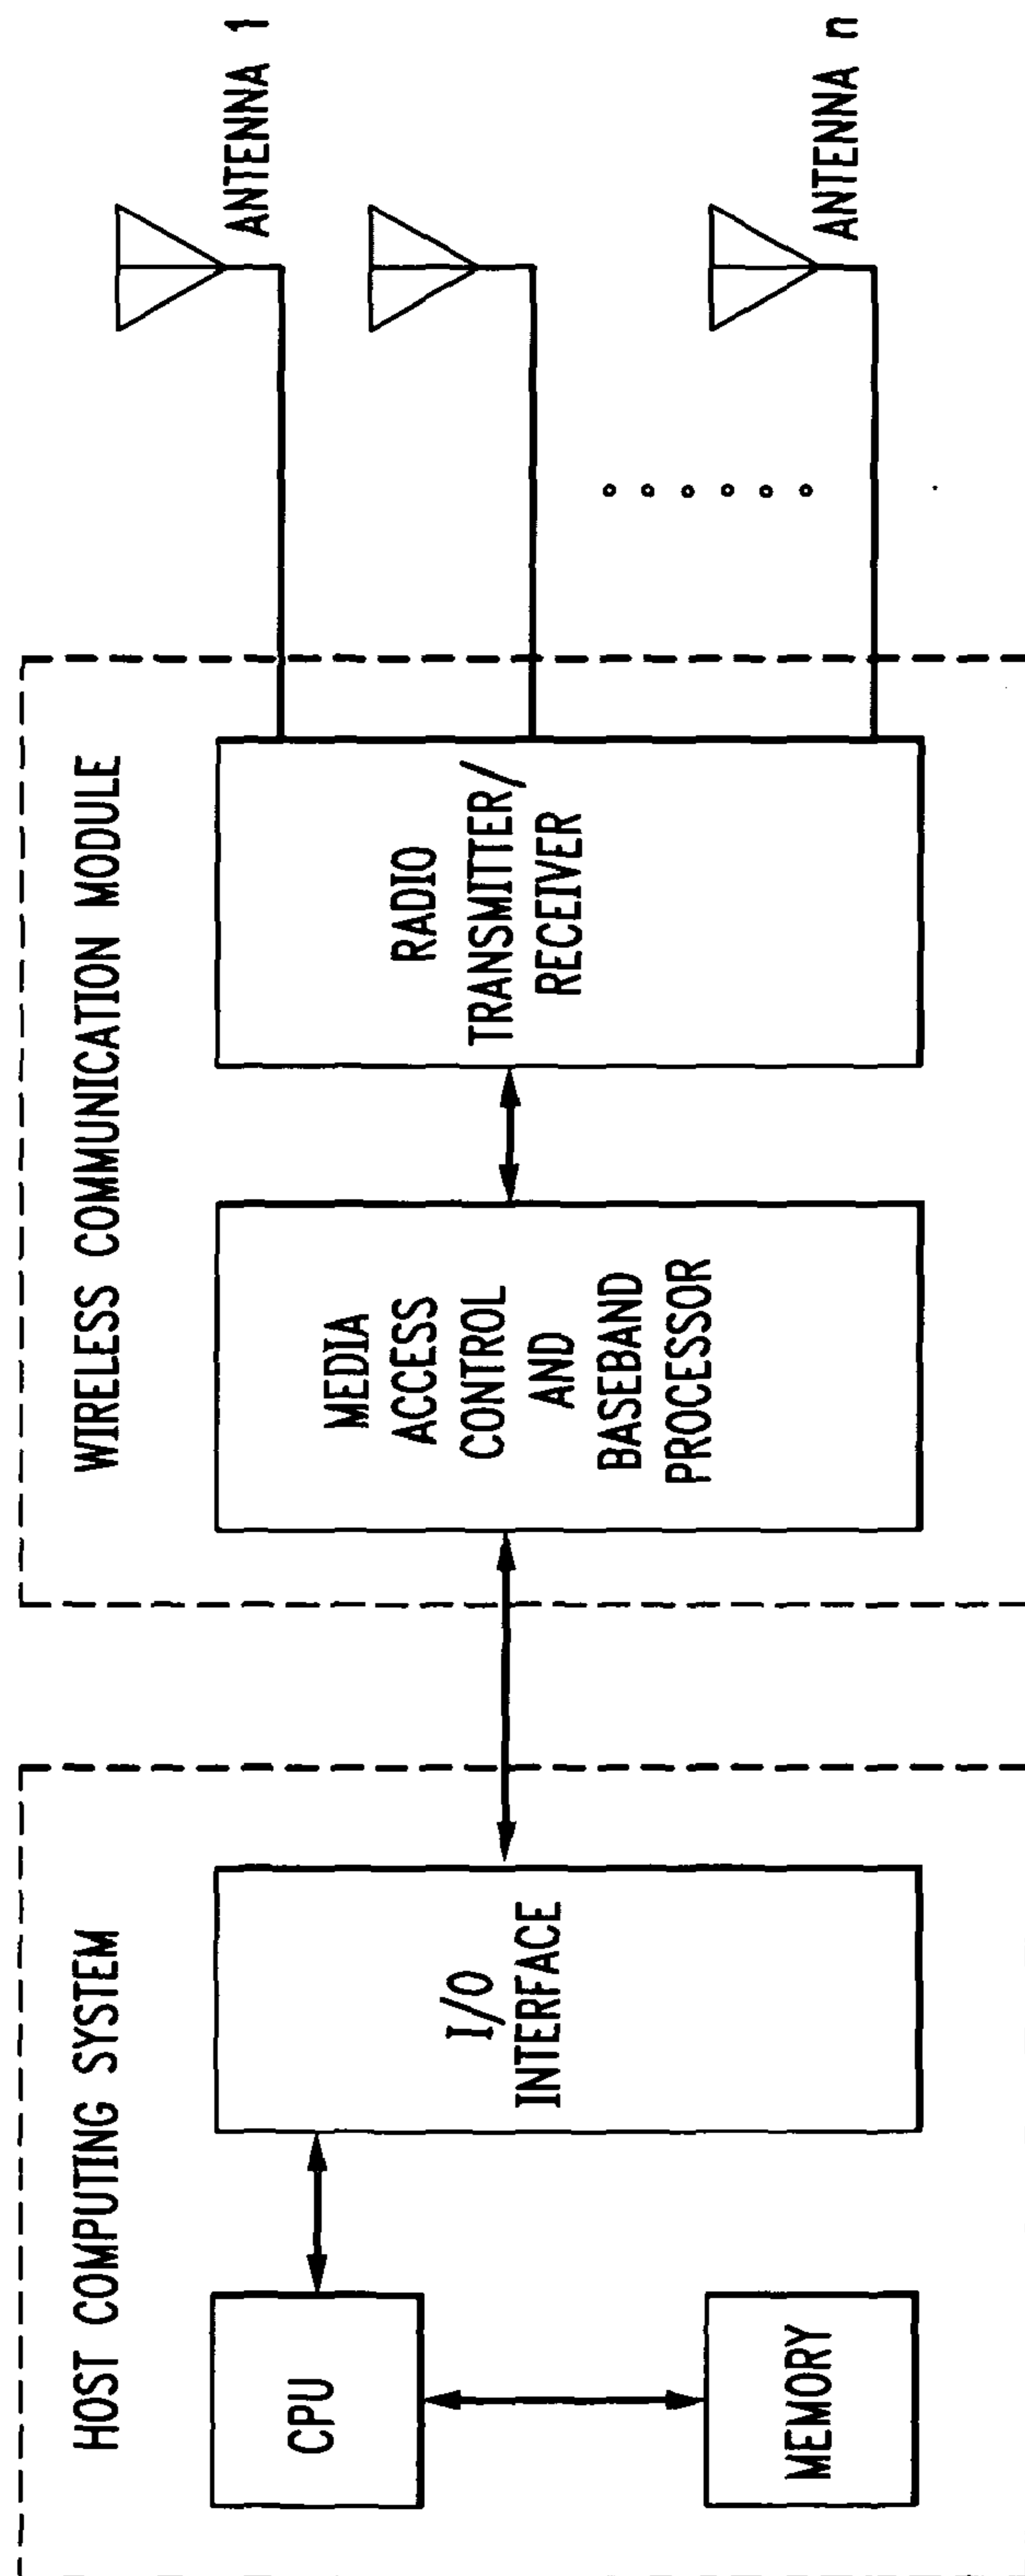 HOST COMPUTING SYSTEM
CPU
MEMORY
I/O
INTERFACE
WIRELESS COMMUNICATION MODULE
MEDIA
ACCESS
CONTROL
AND
BASEBAND
PROCESSOR
RADIO
TRANSMITTER/
RECEIVER
ANTENNA 1
ANTENNA n